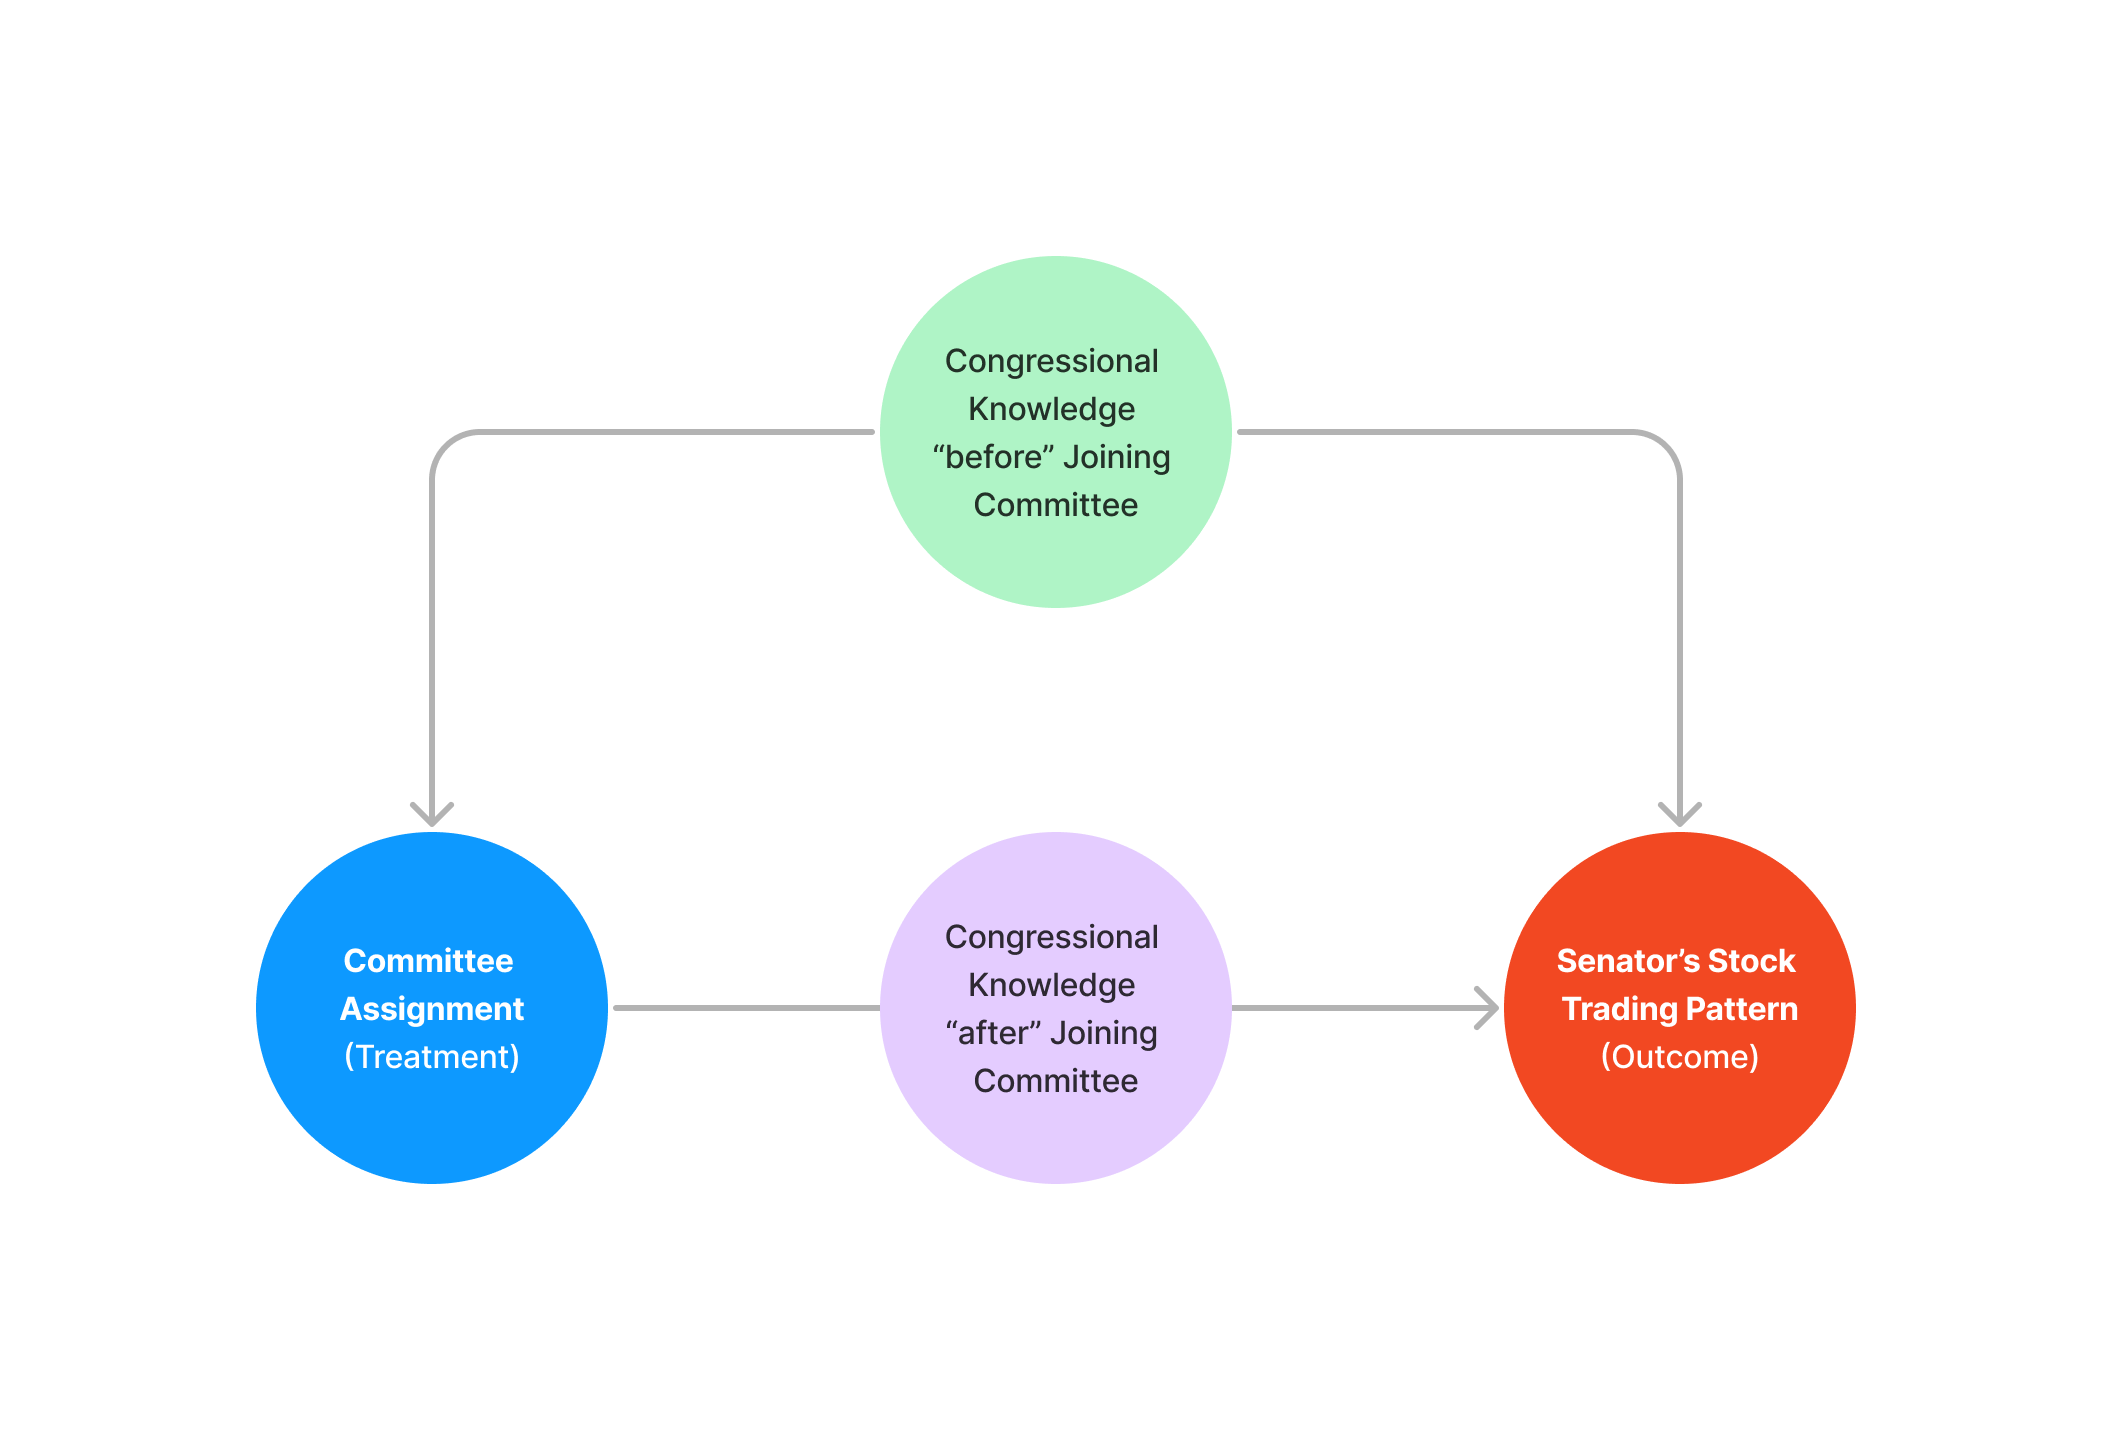 Congressional
Knowledge
“before” Joining
Committee
Committee
Assignment
(Treatment)
Congressional
Knowledge
“after” Joining
Committee
Senator’s Stock
Trading Pattern
(Outcome)